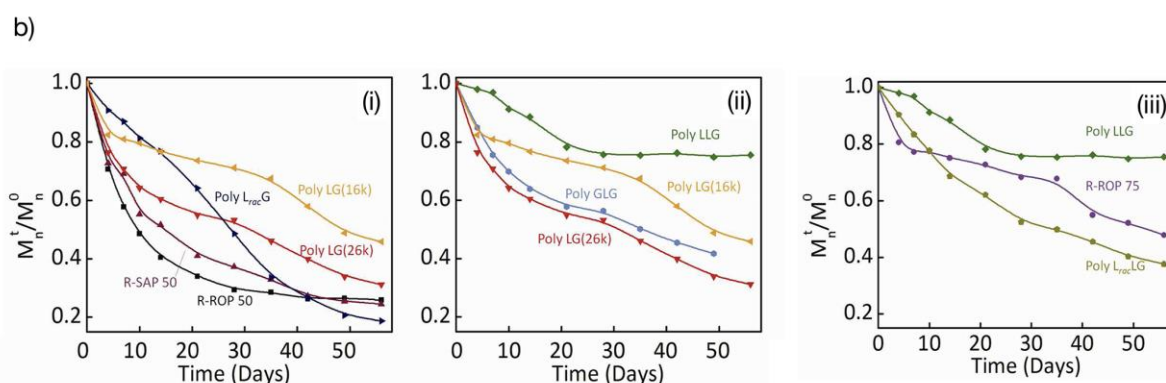 b)
(i)
Poly LG(16k)
Poly LracG
Poly LG(26k)
R-SAP 50
R-ROP 50
Mnt/Mn0
1.0
0.8
0.6
0.4
0.2
0 10 20 30 40 50
Time (Days)
(ii)
Poly LLG
Poly LG(16k)
Poly GLG
Poly LG(26k)
1.0
0.8
0.6
0.4
0.2
0 10 20 30 40 50
Time (Days)
(iii)
Poly LLG
R-ROP 75
Poly LracLG
Mnt/Mn0
1.0
0.8
0.6
0.4
0.2
0 10 20 30 40 50
Time (Days)